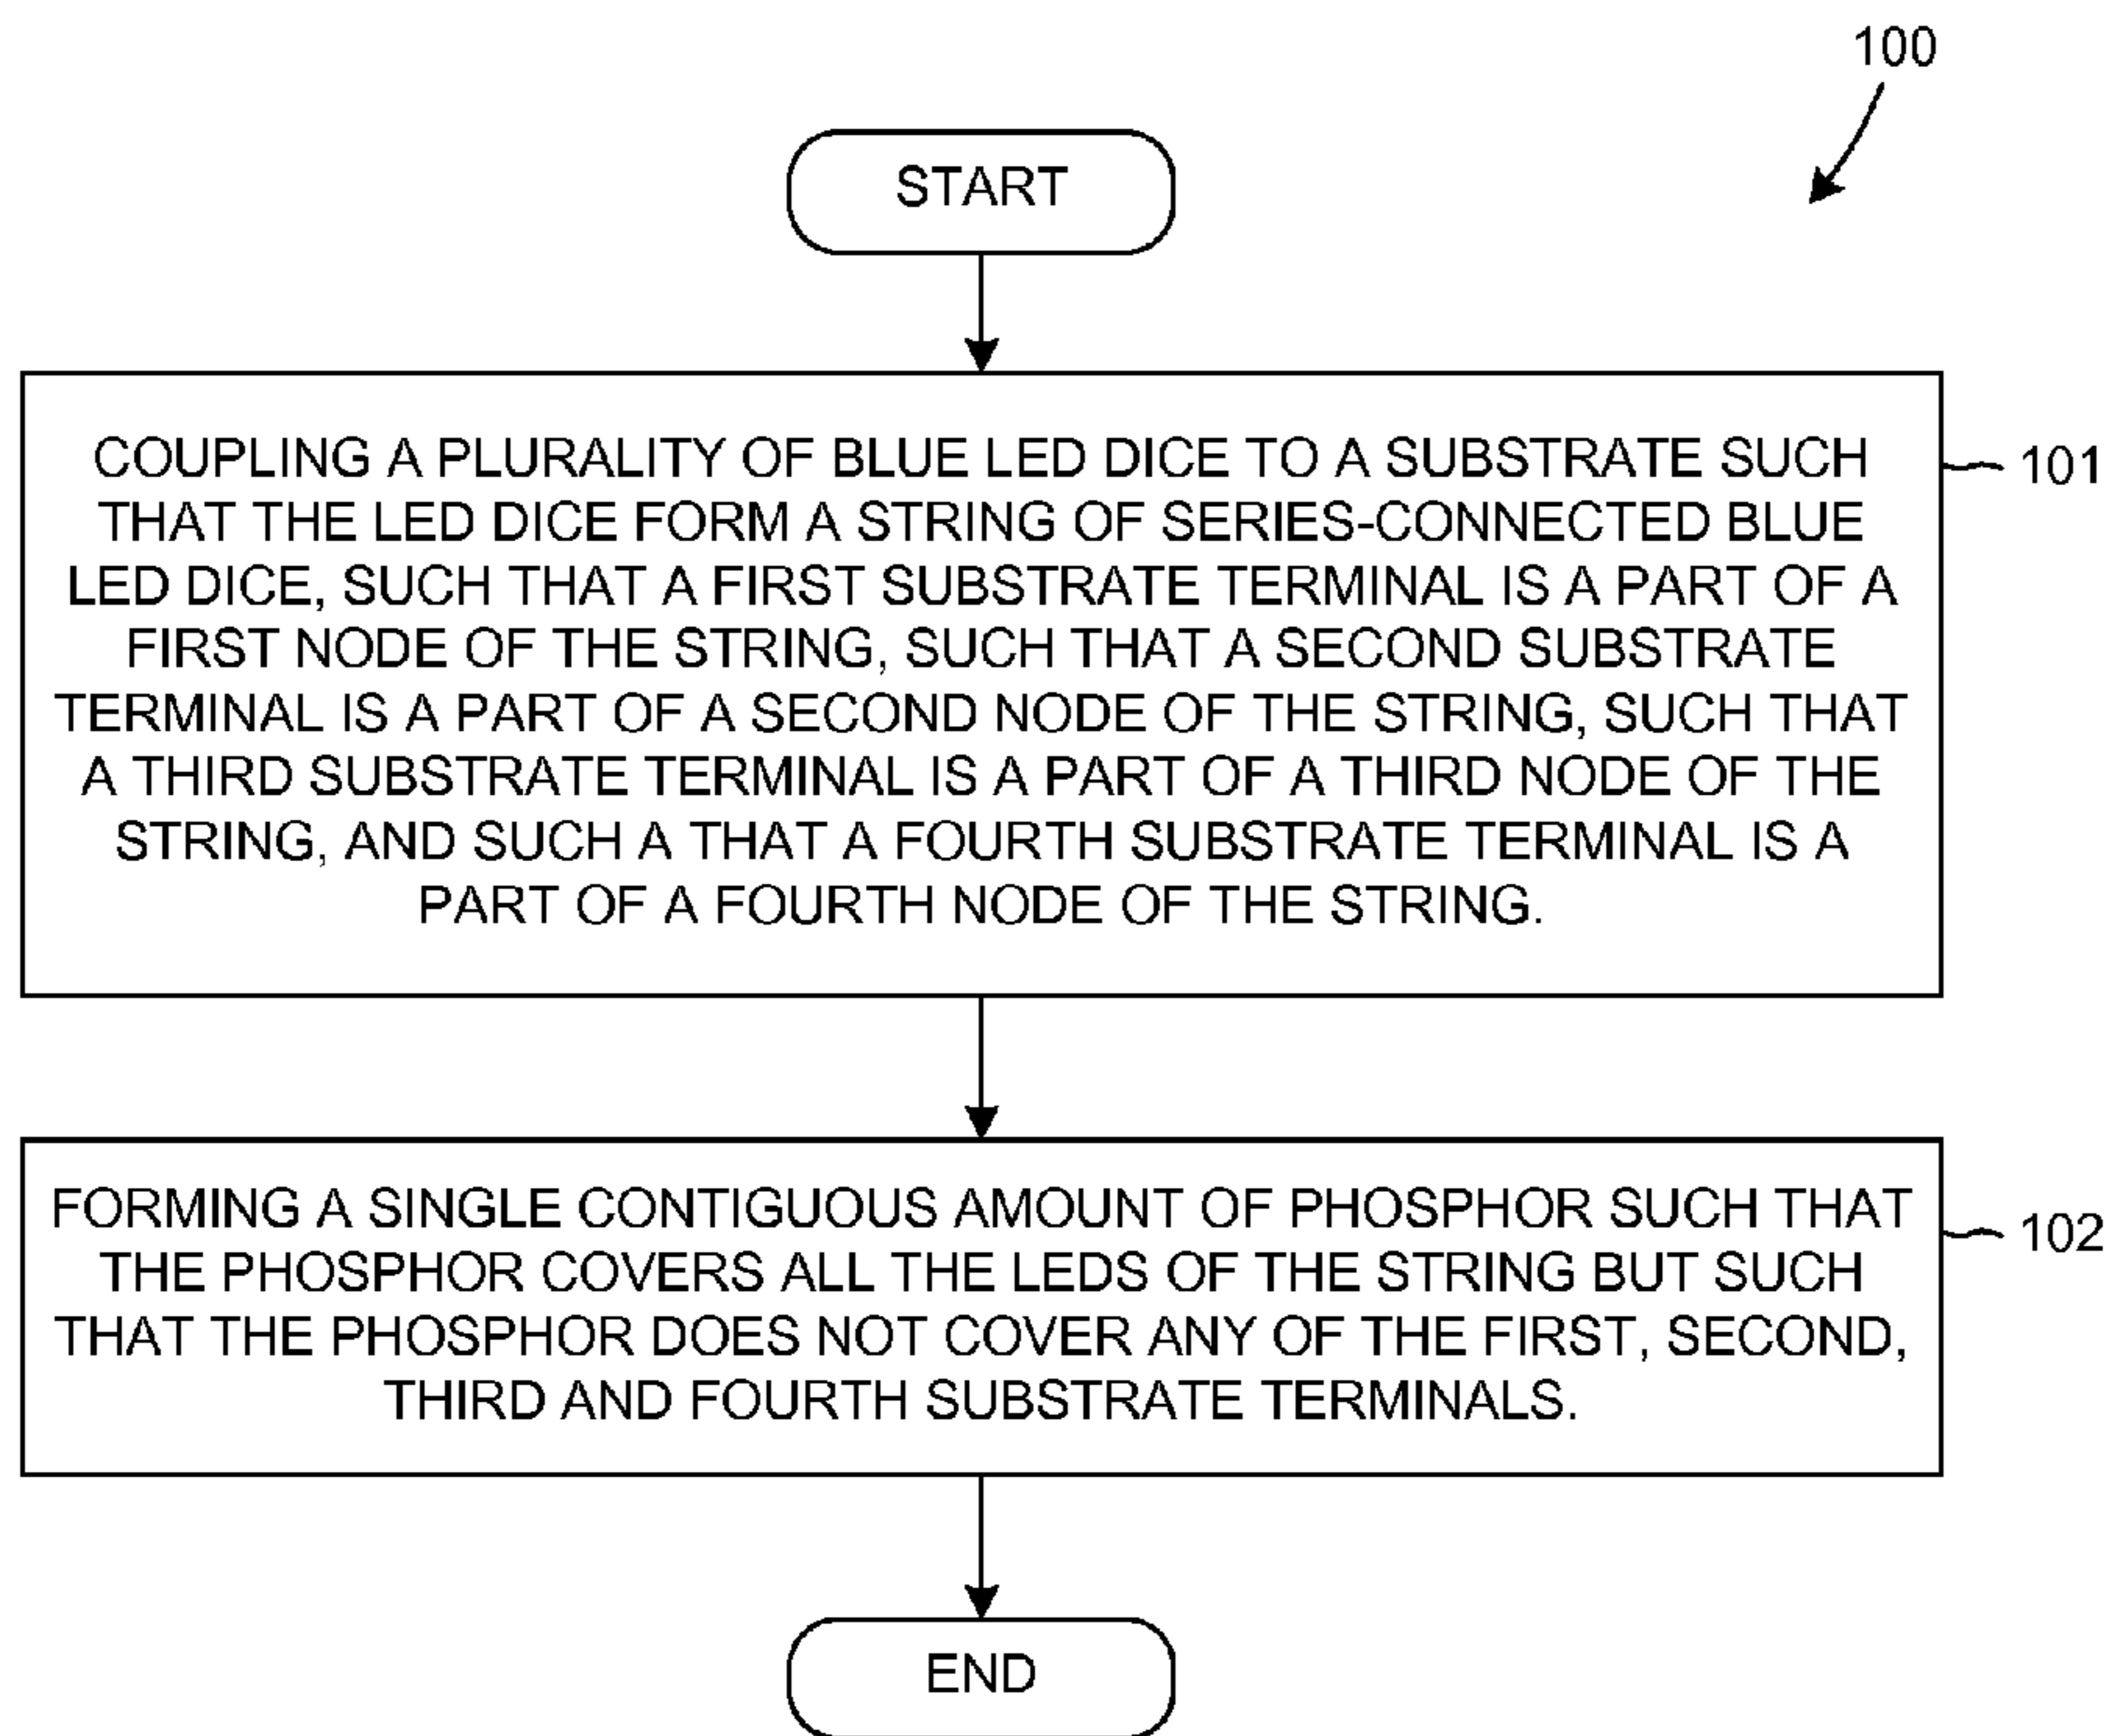 100
START
COUPLING A PLURALITY OF BLUE LED DICE TO A SUBSTRATE SUCH
THAT THE LED DICE FORM A STRING OF SERIES-CONNECTED BLUE
LED DICE, SUCH THAT A FIRST SUBSTRATE TERMINAL IS A PART OF A
FIRST NODE OF THE STRING, SUCH THAT A SECOND SUBSTRATE
TERMINAL IS A PART OF A SECOND NODE OF THE STRING, SUCH THAT
A THIRD SUBSTRATE TERMINAL IS A PART OF A THIRD NODE OF THE
STRING, AND SUCH A THAT A FOURTH SUBSTRATE TERMINAL IS A
PART OF A FOURTH NODE OF THE STRING.
101
FORMING A SINGLE CONTIGUOUS AMOUNT OF PHOSPHOR SUCH THAT
THE PHOSPHOR COVERS ALL THE LEDS OF THE STRING BUT SUCH
THAT THE PHOSPHOR DOES NOT COVER ANY OF THE FIRST, SECOND,
THIRD AND FOURTH SUBSTRATE TERMINALS.
102
END